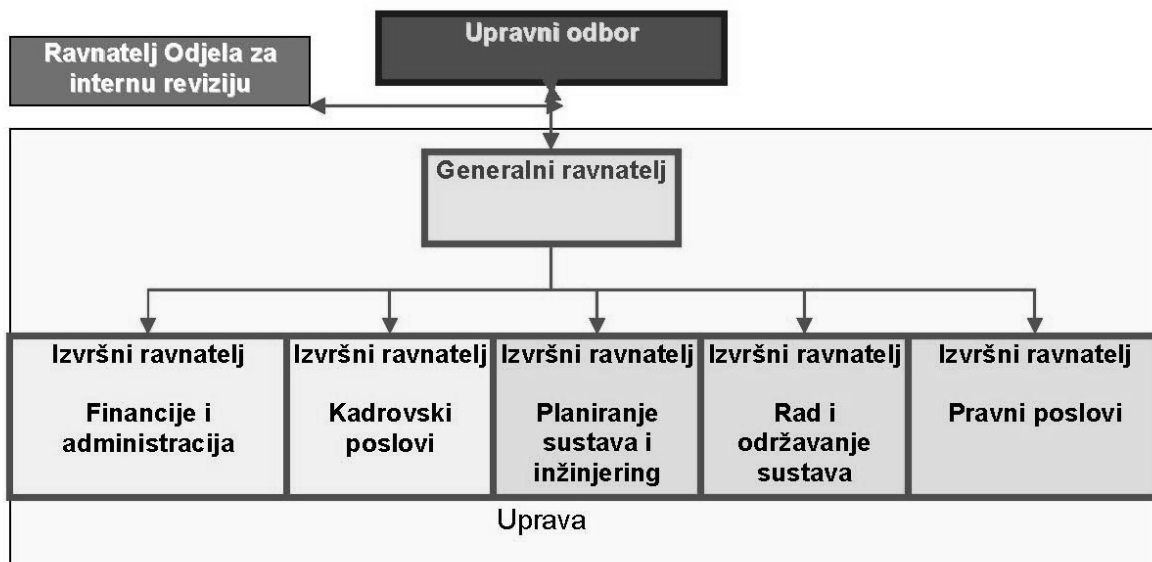 Upravni odbor
Ravnatelj Odjela za
internu reviziju
Generalni ravnatelj
Izvršni ravnatelj
Financije i
administracija
Izvršni ravnatelj
Kadrovski
poslovi
Izvršni ravnatelj
Planiranje
sustava i
inžinjering
Izvršni ravnatelj
Rad i
održavanje
sustava
Izvršni ravnatelj
Pravni poslovi
Uprava